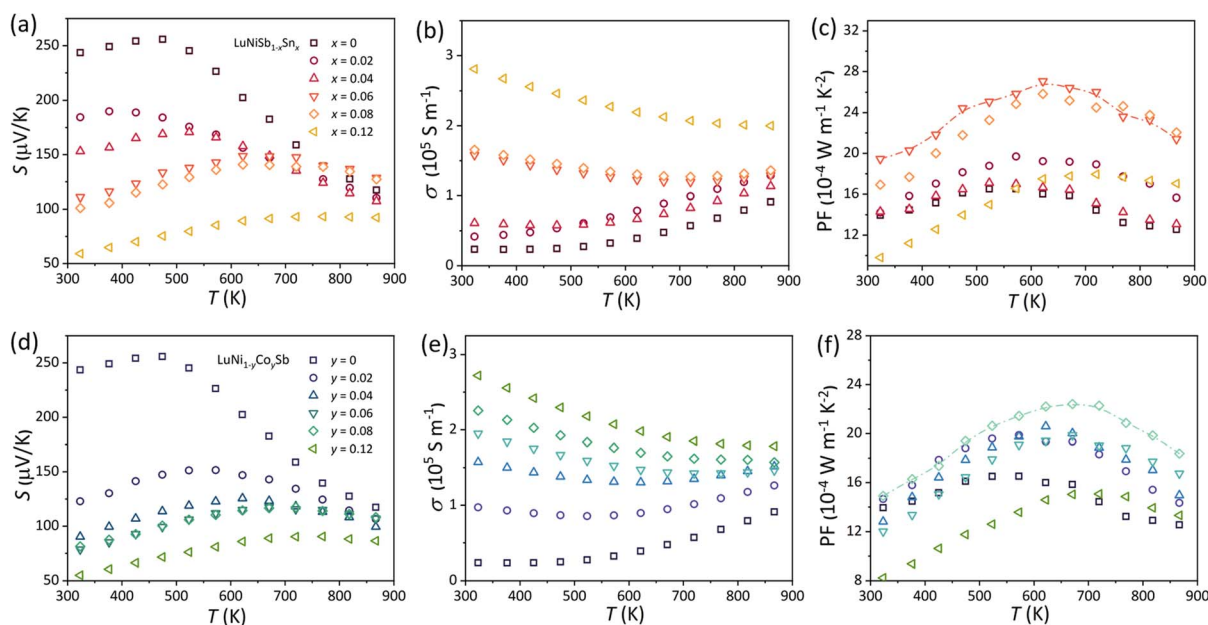 (a)
LuNiSb1-xSnx
x = 0
x = 0.02
x = 0.04
x = 0.06
x = 0.08
x = 0.12
250
200
150
100
50
S (μV/K)
300 400 500 600 700 800 900
T (K)
(b)
3
2
1
0
σ (10⁵ S m⁻¹)
300 400 500 600 700 800 900
T (K)
(c)
32
28
24
20
16
12
PF (10⁻⁴ W m⁻¹ K⁻²)
300 400 500 600 700 800 900
T (K)
(d)
LuNi1-yCoySb
y = 0
y = 0.02
y = 0.04
y = 0.06
y = 0.08
y = 0.12
250
200
150
100
50
S (μV/K)
300 400 500 600 700 800 900
T (K)
(e)
3
2
1
0
σ (10⁵ S m⁻¹)
300 400 500 600 700 800 900
T (K)
(f)
28
24
20
16
12
8
PF (10⁻⁴ W m⁻¹ K⁻²)
300 400 500 600 700 800 900
T (K)